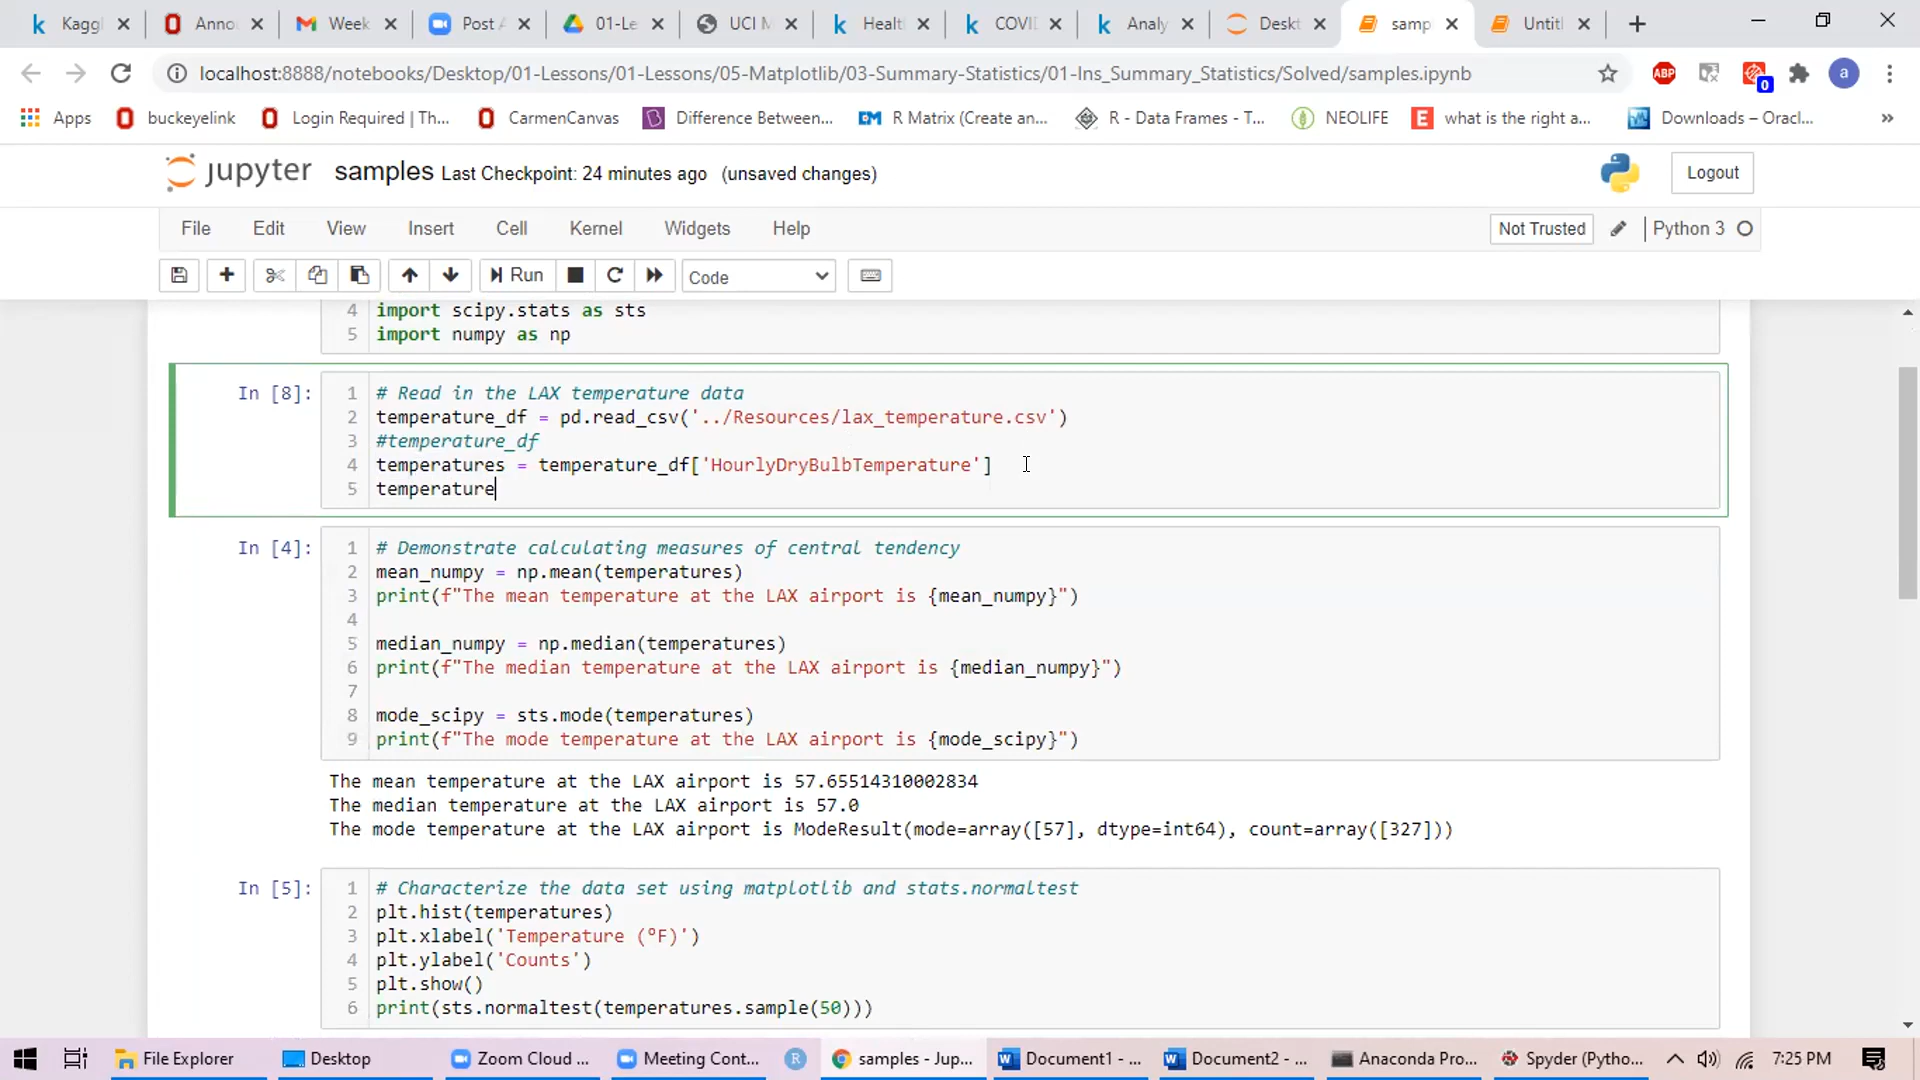 Kaggl
Anno
Week
Post A
01-Le
UCI M
Healt
COVI
Analy
Deskt
samp
Untit
localhost:8888/notebooks/Desktop/01-Lessons/01-Lessons/05-Matplotlib/03-Summary-Statistics/01-Ins_Summary_Statistics/Solved/samples.ipynb
ABP
0
a
Apps
buckeyelink
Login Required | Th...
CarmenCanvas
Difference Between...
R Matrix (Create an...
R - Data Frames - T...
NEOLIFE
what is the right a...
Downloads – Oracl...
»
jupyter samples Last Checkpoint: 24 minutes ago (unsaved changes)
Logout
File Edit View Insert Cell Kernel Widgets Help
Not Trusted
Python 3
Run
Code
4 import scipy.stats as sts
5 import numpy as np
In [8]:
1 # Read in the LAX temperature data
2 temperature_df = pd.read_csv('../Resources/lax_temperature.csv')
3 #temperature_df
4 temperatures = temperature_df['HourlyDryBulbTemperature']
5 temperature
In [4]:
1 # Demonstrate calculating measures of central tendency
2 mean_numpy = np.mean(temperatures)
3 print(f"The mean temperature at the LAX airport is {mean_numpy}")
4
5 median_numpy = np.median(temperatures)
6 print(f"The median temperature at the LAX airport is {median_numpy}")
7
8 mode_scipy = sts.mode(temperatures)
9 print(f"The mode temperature at the LAX airport is {mode_scipy}")
The mean temperature at the LAX airport is 57.65514310002834
The median temperature at the LAX airport is 57.0
The mode temperature at the LAX airport is ModeResult(mode=array([57], dtype=int64), count=array([327]))
In [5]:
1 # Characterize the data set using matplotlib and stats.normaltest
2 plt.hist(temperatures)
3 plt.xlabel('Temperature (°F)')
4 plt.ylabel('Counts')
5 plt.show()
6 print(sts.normaltest(temperatures.sample(50)))
File Explorer
Desktop
Zoom Cloud ...
Meeting Cont...
R
samples - Jup...
Document1 - ...
Document2 - ...
Anaconda Pro...
Spyder (Pytho...
7:25 PM